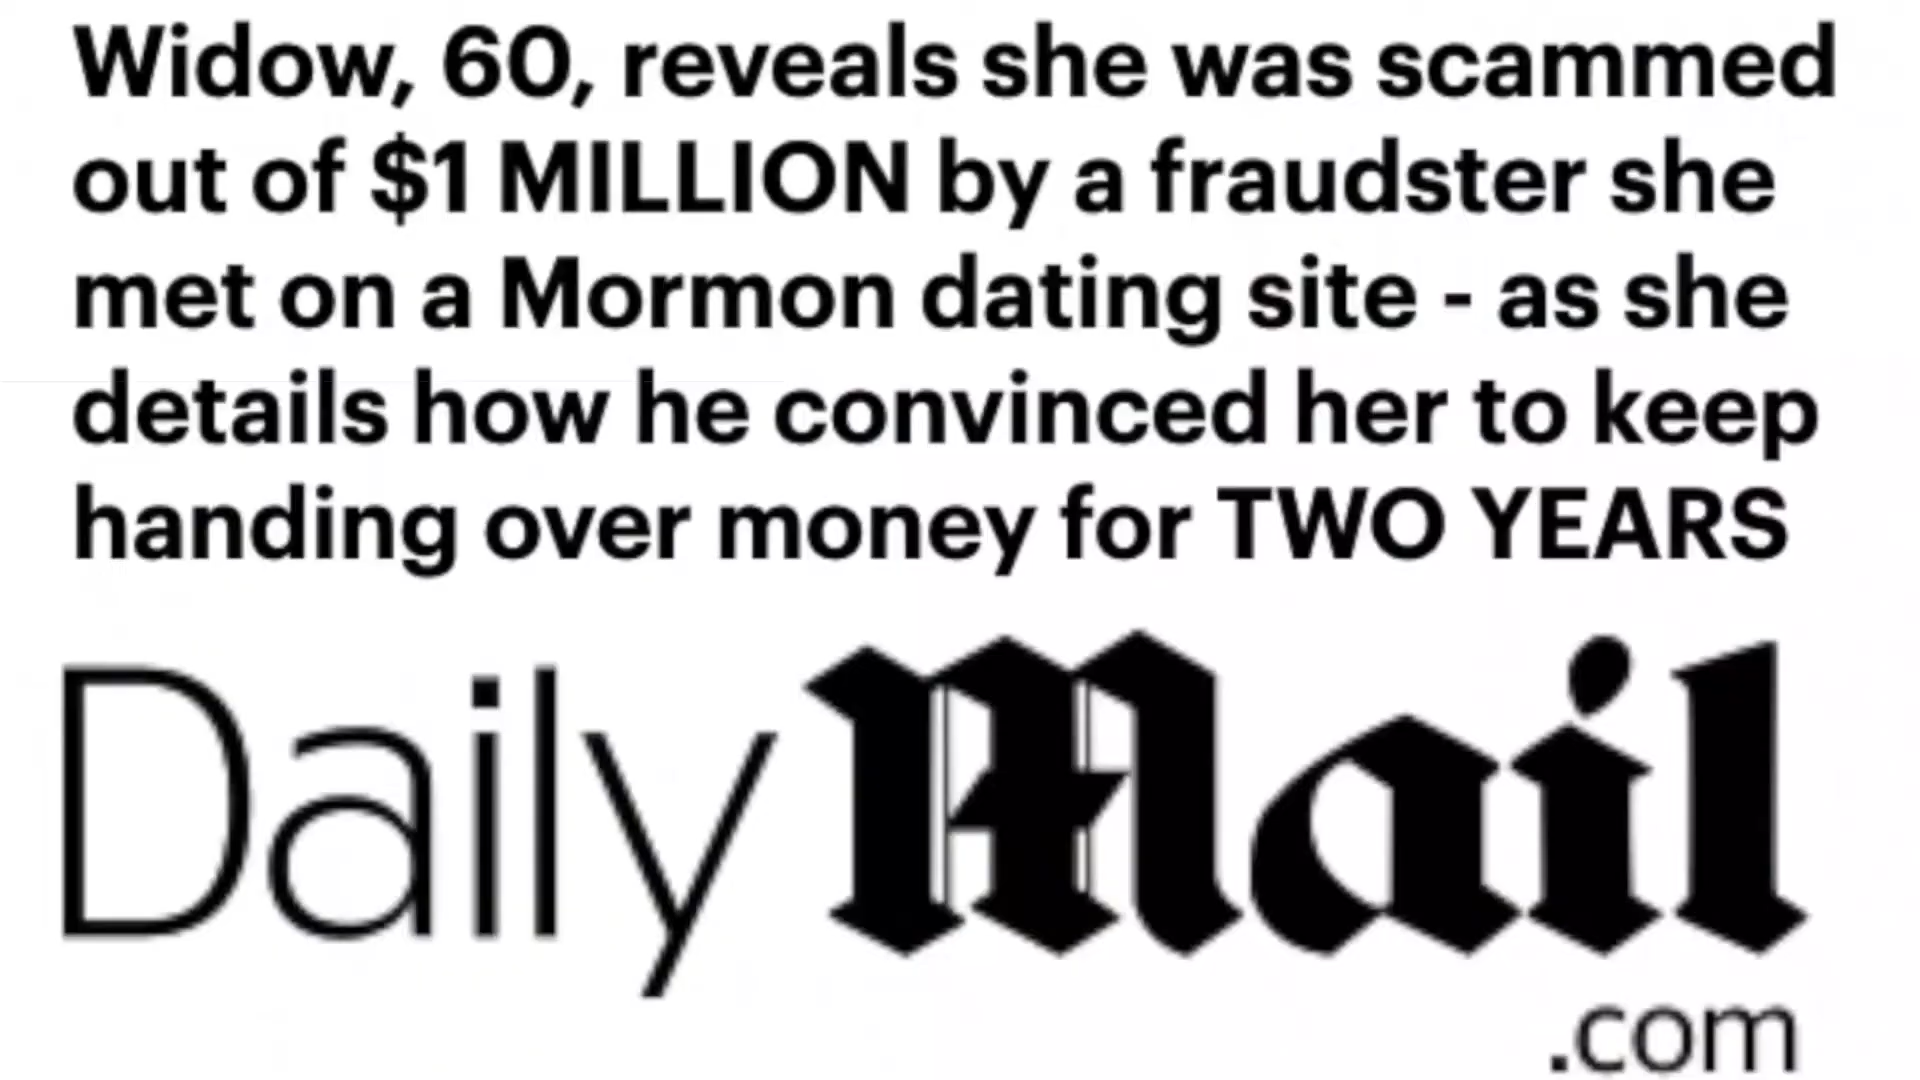 Widow, 60, reveals she was scammed
out of $1 MILLION by a fraudster she
met on a Mormon dating site - as she
details how he convinced her to keep
handing over money for TWO YEARS
Daily Mail
.com